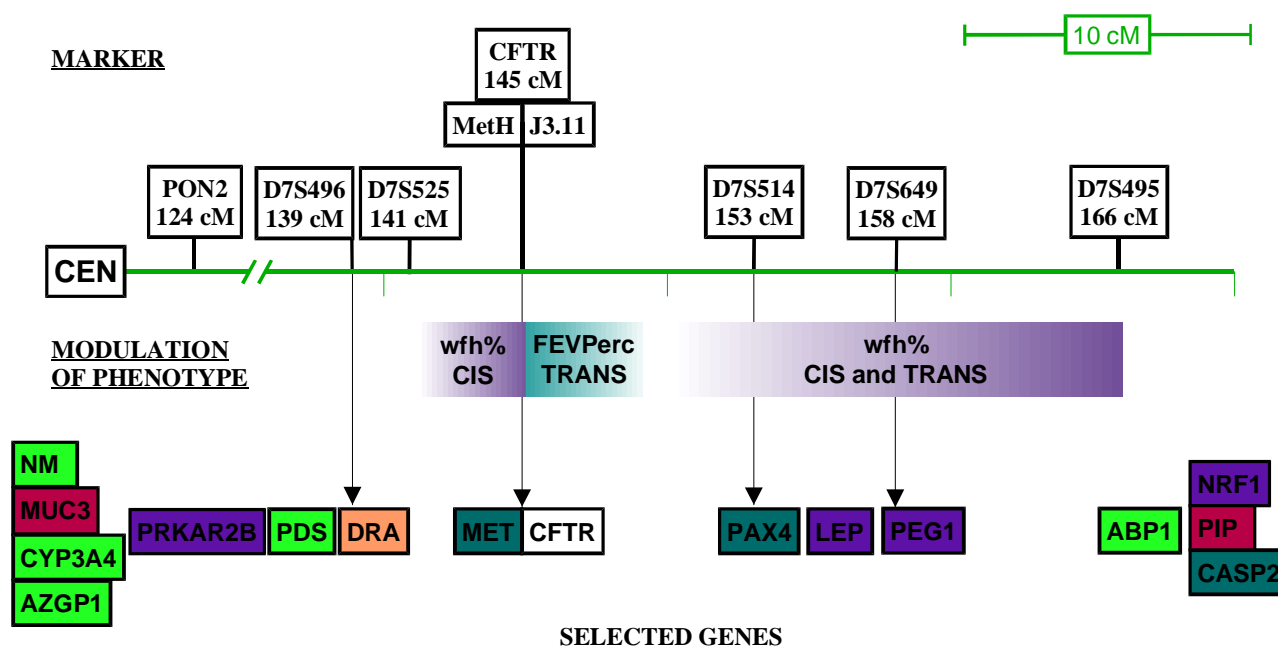 MARKER
10 cM
CFTR
145 cM
MetH
J3.11
PON2
124 cM
D7S496
139 cM
D7S525
141 cM
D7S514
153 cM
D7S649
158 cM
D7S495
166 cM
CEN
MODULATION
OF PHENOTYPE
wfh%
CIS
FEVPerc
TRANS
wfh%
CIS and TRANS
NM
MUC3
CYP3A4
AZGP1
PRKAR2B
PDS
DRA
MET
CFTR
PAX4
LEP
PEG1
ABP1
NRF1
PIP
CASP2
SELECTED GENES